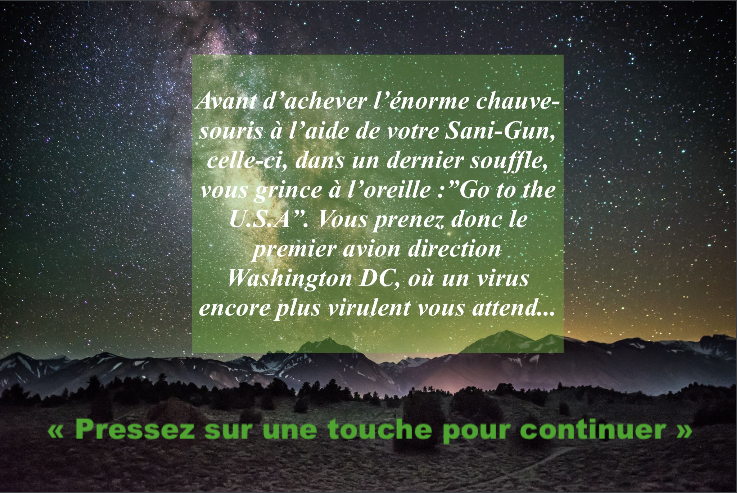 Avant d’achever l’énorme chauve-
souris à l’aide de votre Sani-Gun,
celle-ci, dans un dernier souffle,
vous grince à l’oreille :”Go to the
U.S.A”. Vous prenez donc le
premier avion direction
Washington DC, où un virus
encore plus virulent vous attend...
« Pressez sur une touche pour continuer »